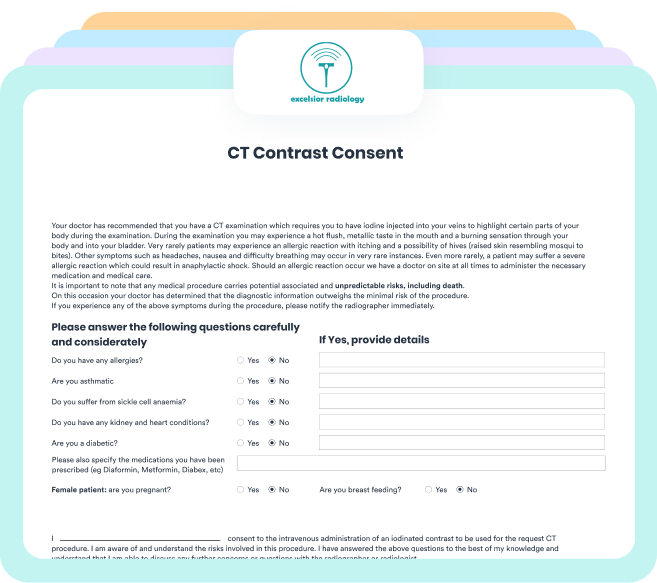 excelsior radiology
CT Contrast Consent
Your doctor has recommended that you have a CT examination which requires you to have iodine injected into your veins to highlight certain parts of your
body during the examination. During the examination you may experience a hot flush, metallic taste in the mouth and a burning sensation through your
body and into your bladder. Very rarely patients may experience an allergic reaction with itching and a possibility of hives (raised skin resembling mosqui to
bites). Other symptoms such as headaches, nausea and difficulty breathing may occur in very rare instances. Even more rarely, a patient may suffer a severe
allergic reaction which could result in anaphylactic shock. Should an allergic reaction occur we have a doctor on site at all times to administer the necessary
medication and medical care.
It is important to note that any medical procedure carries potential associated and unpredictable risks, including death.
On this occasion your doctor has determined that the diagnostic information outweighs the minimal risk of the procedure.
If you experience any of the above symptoms during the procedure, please notify the radiographer immediately.
Please answer the following questions carefully
and considerately
If Yes, provide details
Do you have any allergies? Yes No
Are you asthmatic Yes No
Do you suffer from sickle cell anaemia? Yes No
Do you have any kidney and heart conditions? Yes No
Are you a diabetic? Yes No
Please also specify the medications you have been
prescribed (eg Diaformin, Metformin, Diabex, etc)
Female patient: are you pregnant? Yes No Are you breast feeding? Yes No
I consent to the intravenous administration of an iodinated contrast to be used for the request CT
procedure. I am aware of and understand the risks involved in this procedure. I have answered the above questions to the best of my knowledge and
understand that I am able to discuss any further concerns or questions with the radiographer or radiologist.